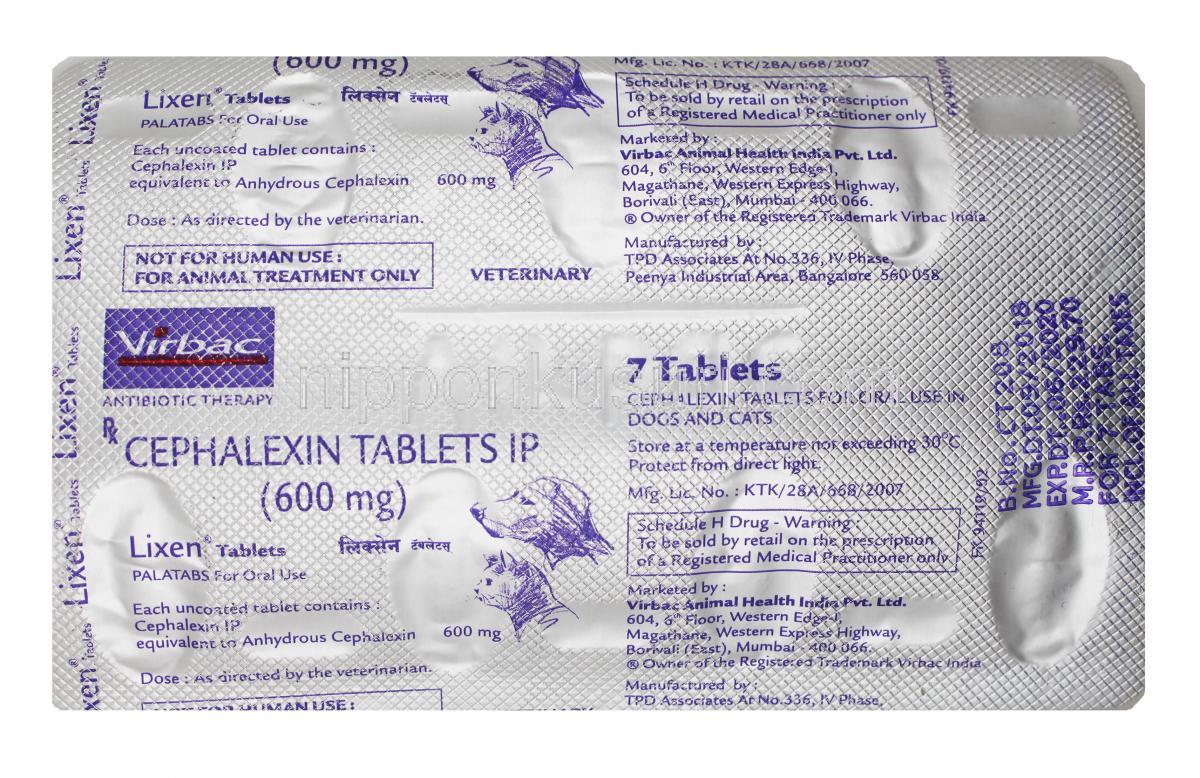 (600 mg)
Lixen® Tablets लिक्सेन टॅबलेटस्
PALATABS For Oral Use
Each uncoated tablet contains :
Cephalexin IP
equivalent to Anhydrous Cephalexin 600 mg
Dose : As directed by the veterinarian.
NOT FOR HUMAN USE :
FOR ANIMAL TREATMENT ONLY
VETERINARY
Mfg. Lic. No. : KTK/28A/668/2007
Schedule H Drug - Warning :
To be sold by retail on the prescription
of a Registered Medical Practitioner only
Marketed by :
Virbac Animal Health India Pvt. Ltd.
604, 6th Floor, Western Edge-I,
Magathane, Western Express Highway,
Borivali (East), Mumbai - 400 066.
® Owner of the Registered Trademark Virbac India
Manufactured by :
TPD Associates At No.336, IV Phase,
Peenya Industrial Area, Bangalore 560 058.
Virbac
ANTIBIOTIC THERAPY
Rx
CEPHALEXIN TABLETS IP
(600 mg)
Lixen® Tablets लिक्सेन टॅबलेटस्
PALATABS For Oral Use
Each uncoated tablet contains :
Cephalexin IP
equivalent to Anhydrous Cephalexin 600 mg
Dose : As directed by the veterinarian.
HUMAN USE :
7 Tablets
CEPHALEXIN TABLETS FOR ORAL USE IN
DOGS AND CATS
Store at a temperature not exceeding 30°C
Protect from direct light.
Mfg. Lic. No. : KTK/28A/668/2007
Schedule H Drug - Warning :
To be sold by retail on the prescription
of a Registered Medical Practitioner only
Marketed by :
Virbac Animal Health India Pvt. Ltd.
604, 6th Floor, Western Edge-I,
Magathane, Western Express Highway,
Borivali (East), Mumbai - 400 066.
® Owner of the Registered Trademark Virbac India
Manufactured by :
TPD Associates At No.336, IV Phase,
Lixen® Tablets
Lixen® Tablets
Lixen® Tablets
Lixen® Tablets
B.No.:CT208
MFG.DT.09/2018
FOR 7 TABS.
INCL.OF ALL TAXES